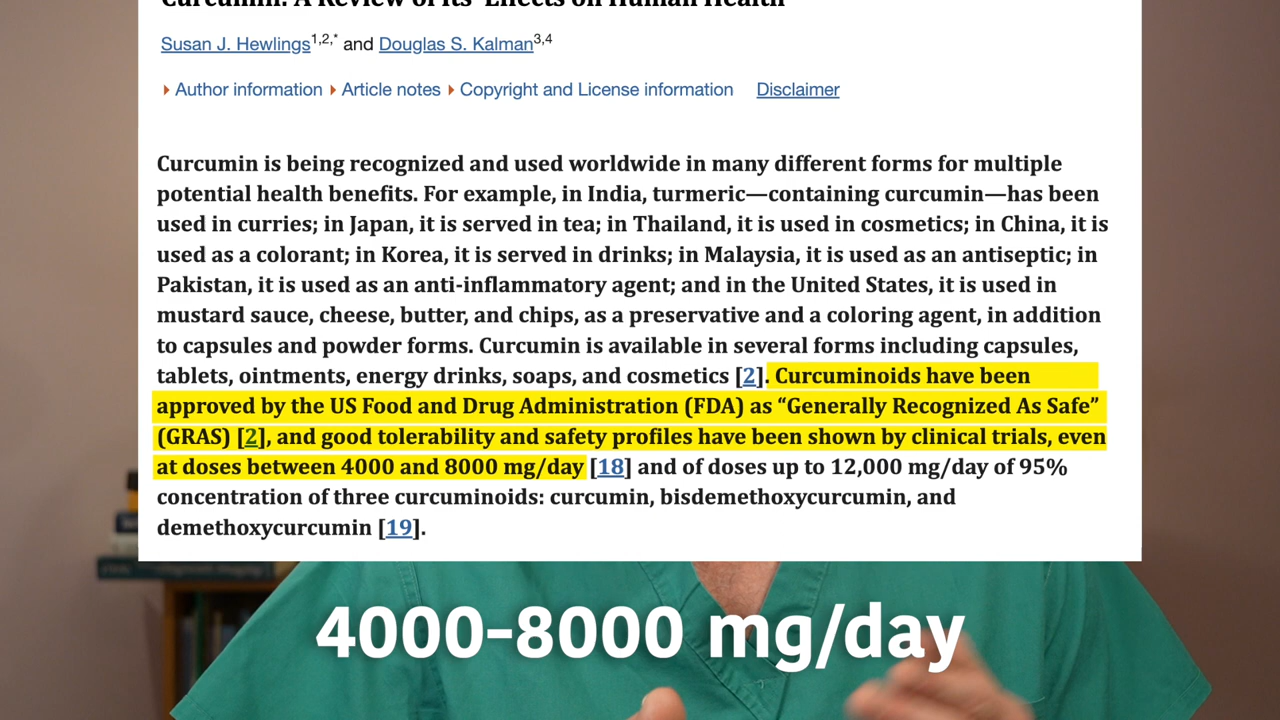 Curcumin: A Review of Its' Effects on Human Health
Susan J. Hewlings1,2,* and Douglas S. Kalman3,4
Author information Article notes Copyright and License information Disclaimer
Curcumin is being recognized and used worldwide in many different forms for multiple
potential health benefits. For example, in India, turmeric—containing curcumin—has been
used in curries; in Japan, it is served in tea; in Thailand, it is used in cosmetics; in China, it is
used as a colorant; in Korea, it is served in drinks; in Malaysia, it is used as an antiseptic; in
Pakistan, it is used as an anti-inflammatory agent; and in the United States, it is used in
mustard sauce, cheese, butter, and chips, as a preservative and a coloring agent, in addition
to capsules and powder forms. Curcumin is available in several forms including capsules,
tablets, ointments, energy drinks, soaps, and cosmetics [2]. Curcuminoids have been
approved by the US Food and Drug Administration (FDA) as “Generally Recognized As Safe”
(GRAS) [2], and good tolerability and safety profiles have been shown by clinical trials, even
at doses between 4000 and 8000 mg/day [18] and of doses up to 12,000 mg/day of 95%
concentration of three curcuminoids: curcumin, bisdemethoxycurcumin, and
demethoxycurcumin [19].
4000-8000 mg/day